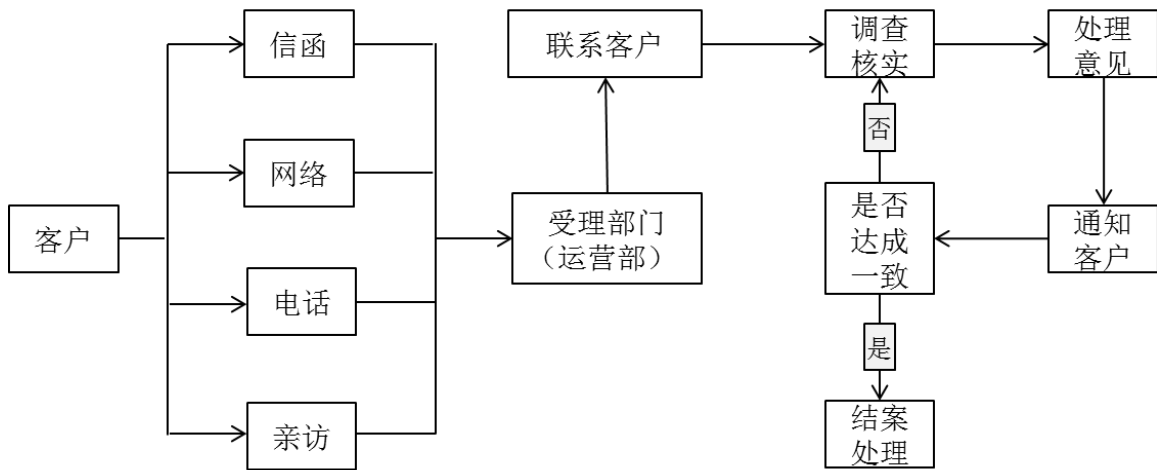 客户
信函
网络
电话
亲访
受理部门
（运营部）
联系客户
调查
核实
处理
意见
通知
客户
是否
达成
一致
否
是
结案
处理